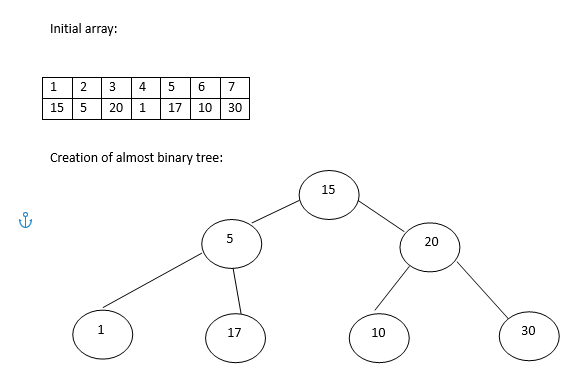 Initial array:
1 2 3 4 5 6 7
15 5 20 1 17 10 30
Creation of almost binary tree:
15
5 20
1 17 10 30